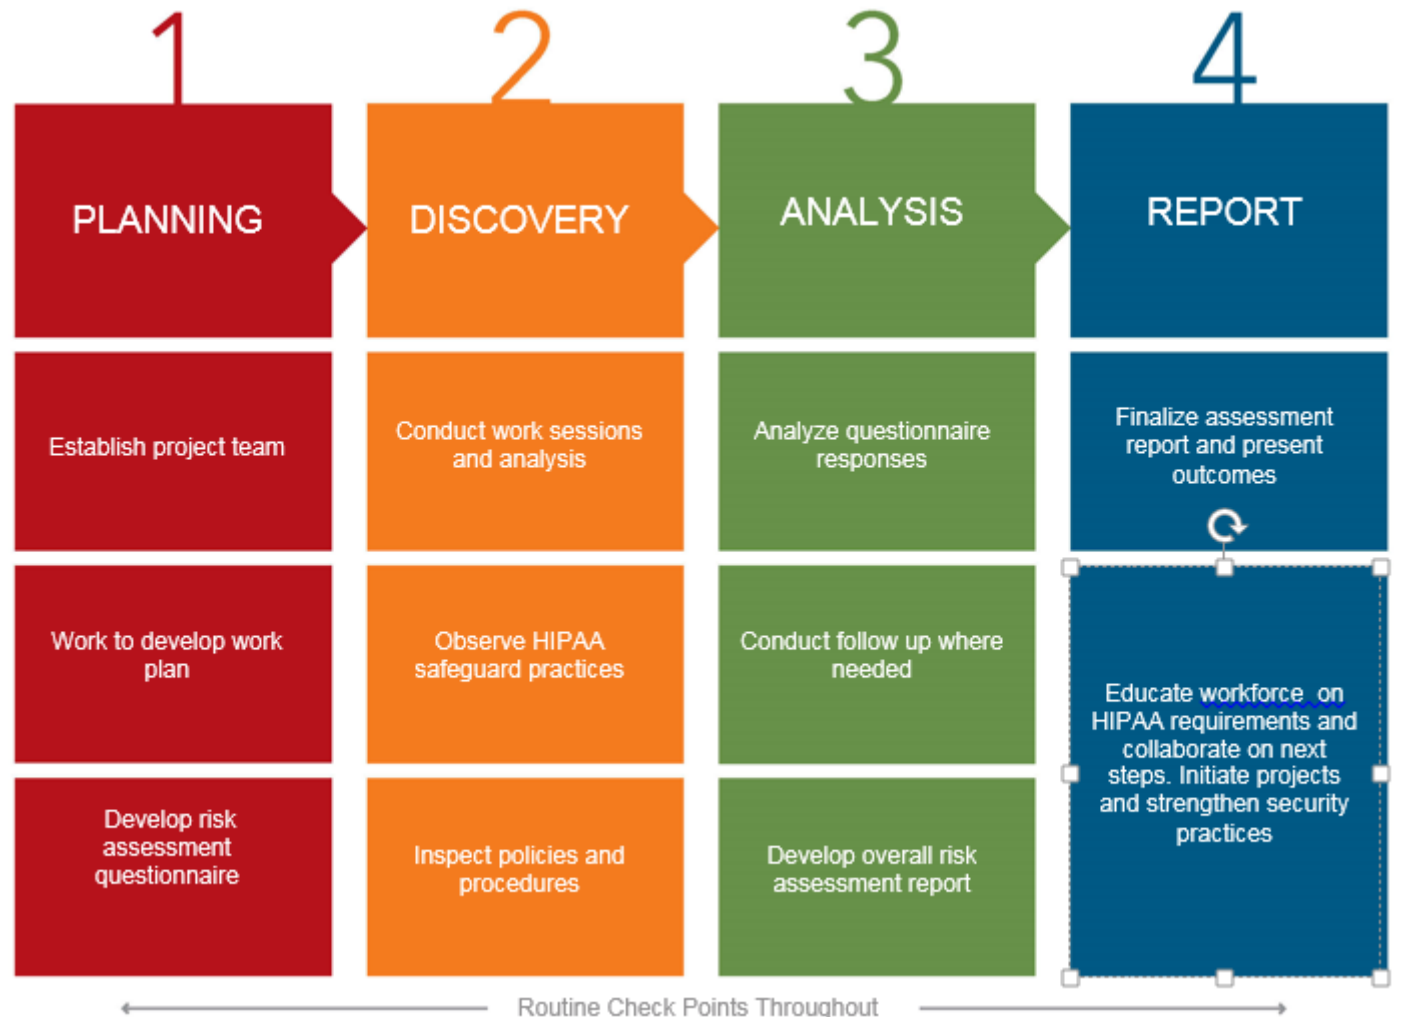 1
PLANNING
Establish project team
Work to develop work
plan
Develop risk
assessment
questionnaire
2
DISCOVERY
Conduct work sessions
and analysis
Observe HIPAA
safeguard practices
Inspect policies and
procedures
3
ANALYSIS
Analyze questionnaire
responses
Conduct follow up where
needed
Develop overall risk
assessment report
4
REPORT
Finalize assessment
report and present
outcomes
Educate workforce  on
HIPAA requirements and
collaborate on next
steps. Initiate projects
and strengthen security
practices
Routine Check Points Throughout